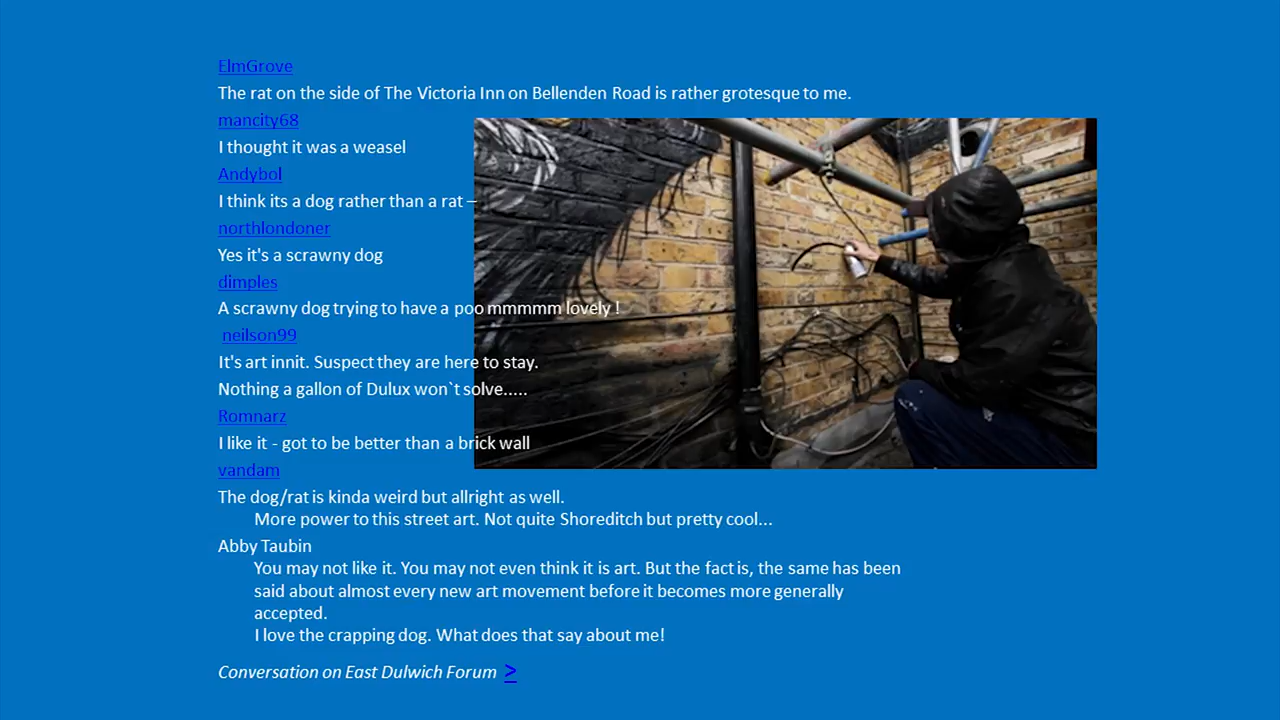 ElmGrove
The rat on the side of The Victoria Inn on Bellenden Road is rather grotesque to me.
mancity68
I thought it was a weasel
Andybol
I think its a dog rather than a rat –
northlondoner
Yes it's a scrawny dog
dimples
A scrawny dog trying to have a poo mmmmm lovely !
neilson99
It's art innit. Suspect they are here to stay.
Nothing a gallon of Dulux won`t solve.....
Romnarz
I like it - got to be better than a brick wall
vandam
The dog/rat is kinda weird but allright as well.
More power to this street art. Not quite Shoreditch but pretty cool...
Abby Taubin
You may not like it. You may not even think it is art. But the fact is, the same has been
said about almost every new art movement before it becomes more generally
accepted.
I love the crapping dog. What does that say about me!
Conversation on East Dulwich Forum >